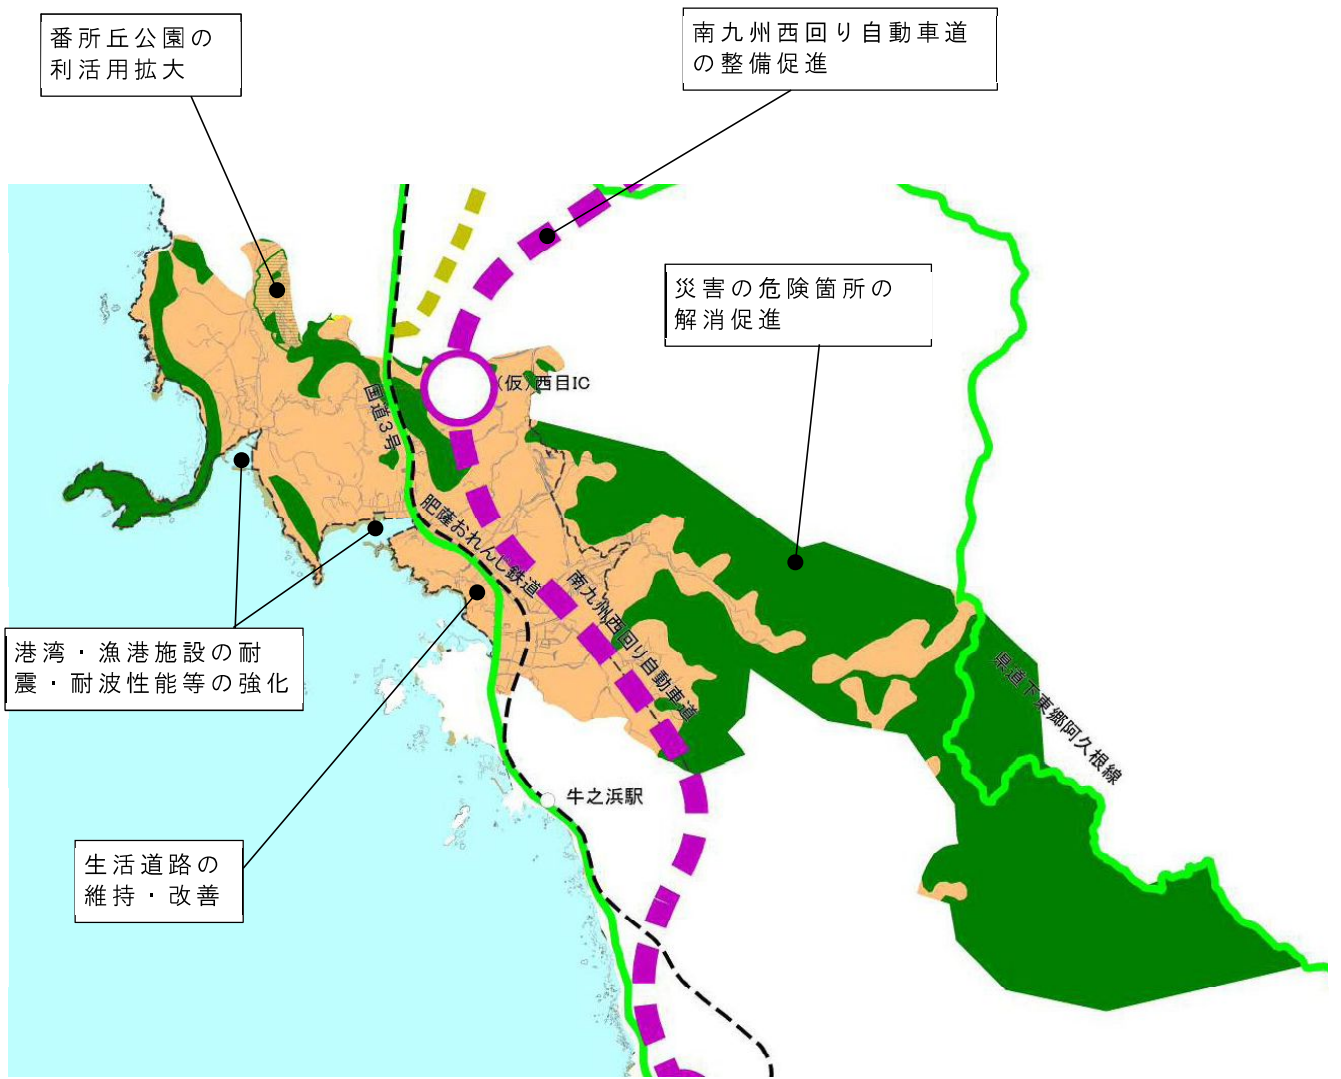 番所丘公園の
利活用拡大
南九州西回り自動車道
の整備促進
災害の危険箇所の
解消促進
(仮)西目IC
国道3号
肥薩おれんじ鉄道
南九州西回り自動車道
港湾・漁港施設の耐
震・耐波性能等の強化
県道下東郷阿久根線
牛之浜駅
生活道路の
維持・改善